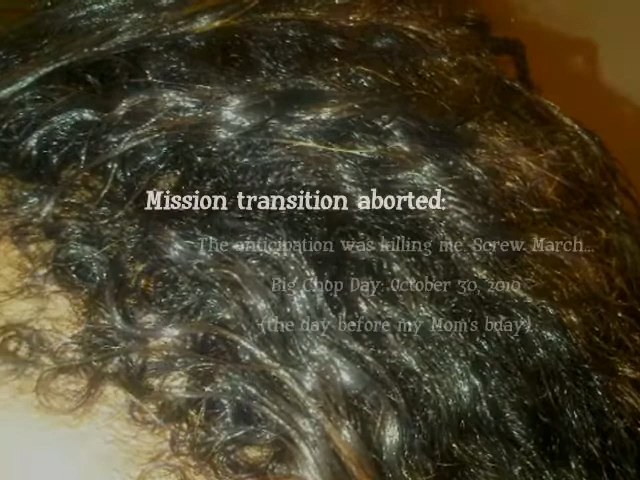 Mission transition aborted:
The anticipation was killing me. Screw March...
Big Chop Day: October 30, 2010
(the day before my Mom's bday)